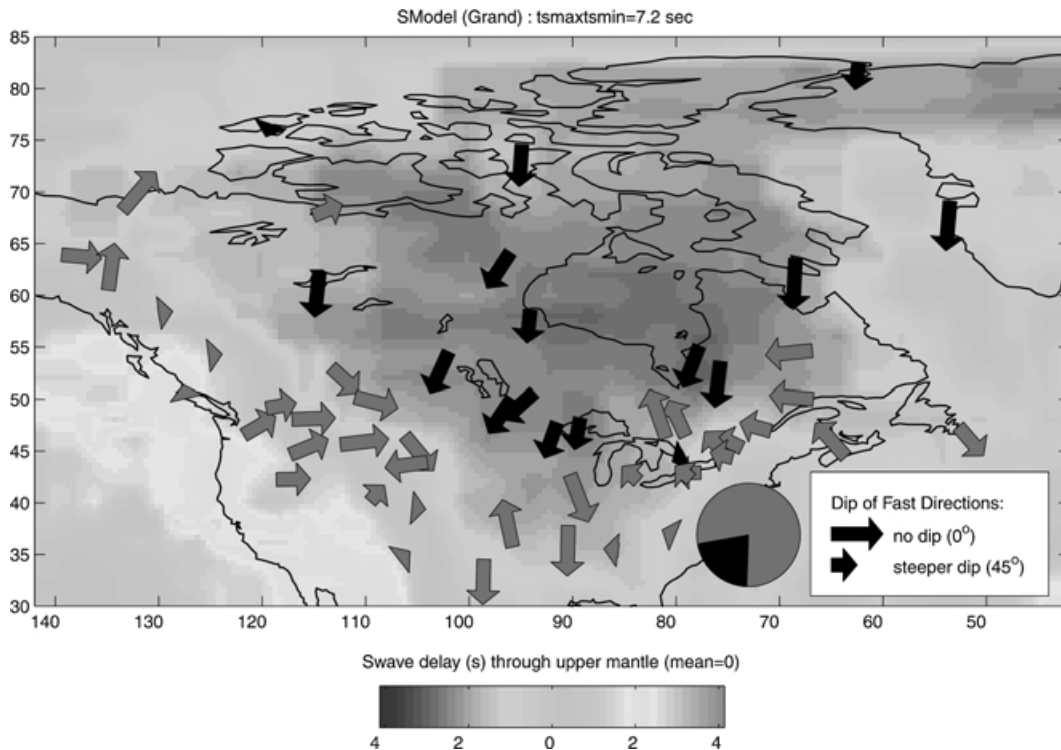 SModel (Grand) : tsmaxtsmin=7.2 sec
85
80
75
70
65
60
55
50
45
40
35
30
140 130 120 110 100 90 80 70 60 50
Dip of Fast Directions:
no dip (0°)
steeper dip (45°)
Swave delay (s) through upper mantle (mean=0)
4 2 0 2 4